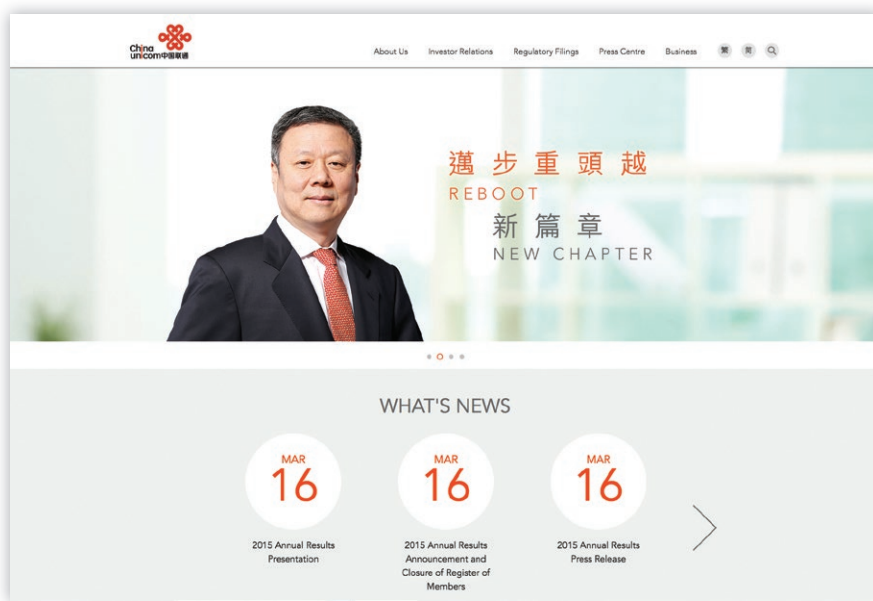 China
unicom中国联通
About Us Investor Relations Regulatory Filings Press Centre Business 繁 简
邁步重頭越
REBOOT
新篇章
NEW CHAPTER
WHAT'S NEWS
MAR
16
2015 Annual Results
Presentation
MAR
16
2015 Annual Results
Announcement and
Closure of Register of
Members
MAR
16
2015 Annual Results
Press Release